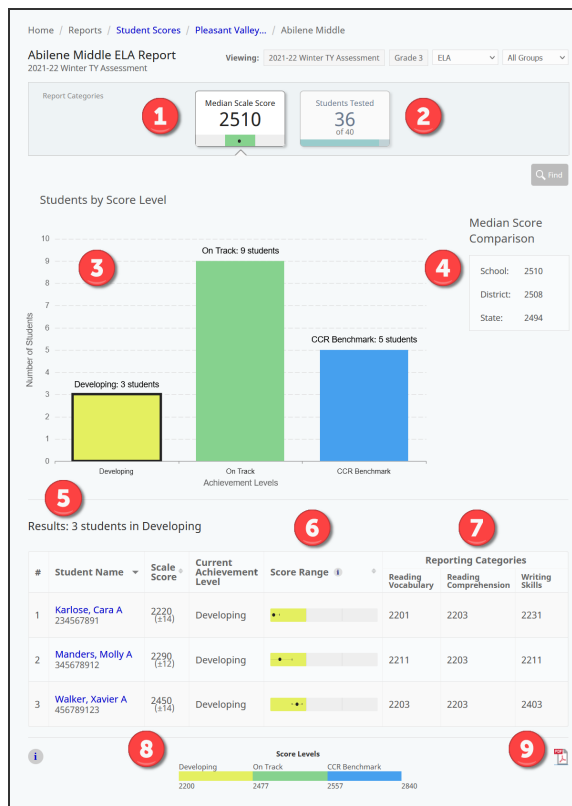 Home / Reports / Student Scores / Pleasant Valley... / Abilene Middle
Abilene Middle ELA Report
2021-22 Winter TY Assessment
Viewing: 2021-22 Winter TY Assessment Grade 3 ELA All Groups
Report Categories
1
Median Scale Score
2510
Students Tested
36
of 40
2
Find
Students by Score Level
Median Score
Comparison
School: 2510
District: 2508
State: 2494
3
4
Number of Students
10
9
8
7
6
5
4
3
2
1
0
On Track: 9 students
CCR Benchmark: 5 students
Developing: 3 students
Developing On Track CCR Benchmark
Achievement Levels
5
6
7
Results: 3 students in Developing
# Student Name Scale Score Current Achievement Level Score Range i Reporting Categories
Reading Vocabulary Reading Comprehension Writing Skills
1 Karlose, Cara A 2220 Developing 2201 2203 2231
234567891 (±14)
2 Manders, Molly A 2290 Developing 2211 2203 2211
345678912 (±12)
3 Walker, Xavier A 2450 Developing 2203 2203 2403
456789123 (±14)
i
8
Score Levels
Developing On Track CCR Benchmark
2200 2477 2557 2840
9